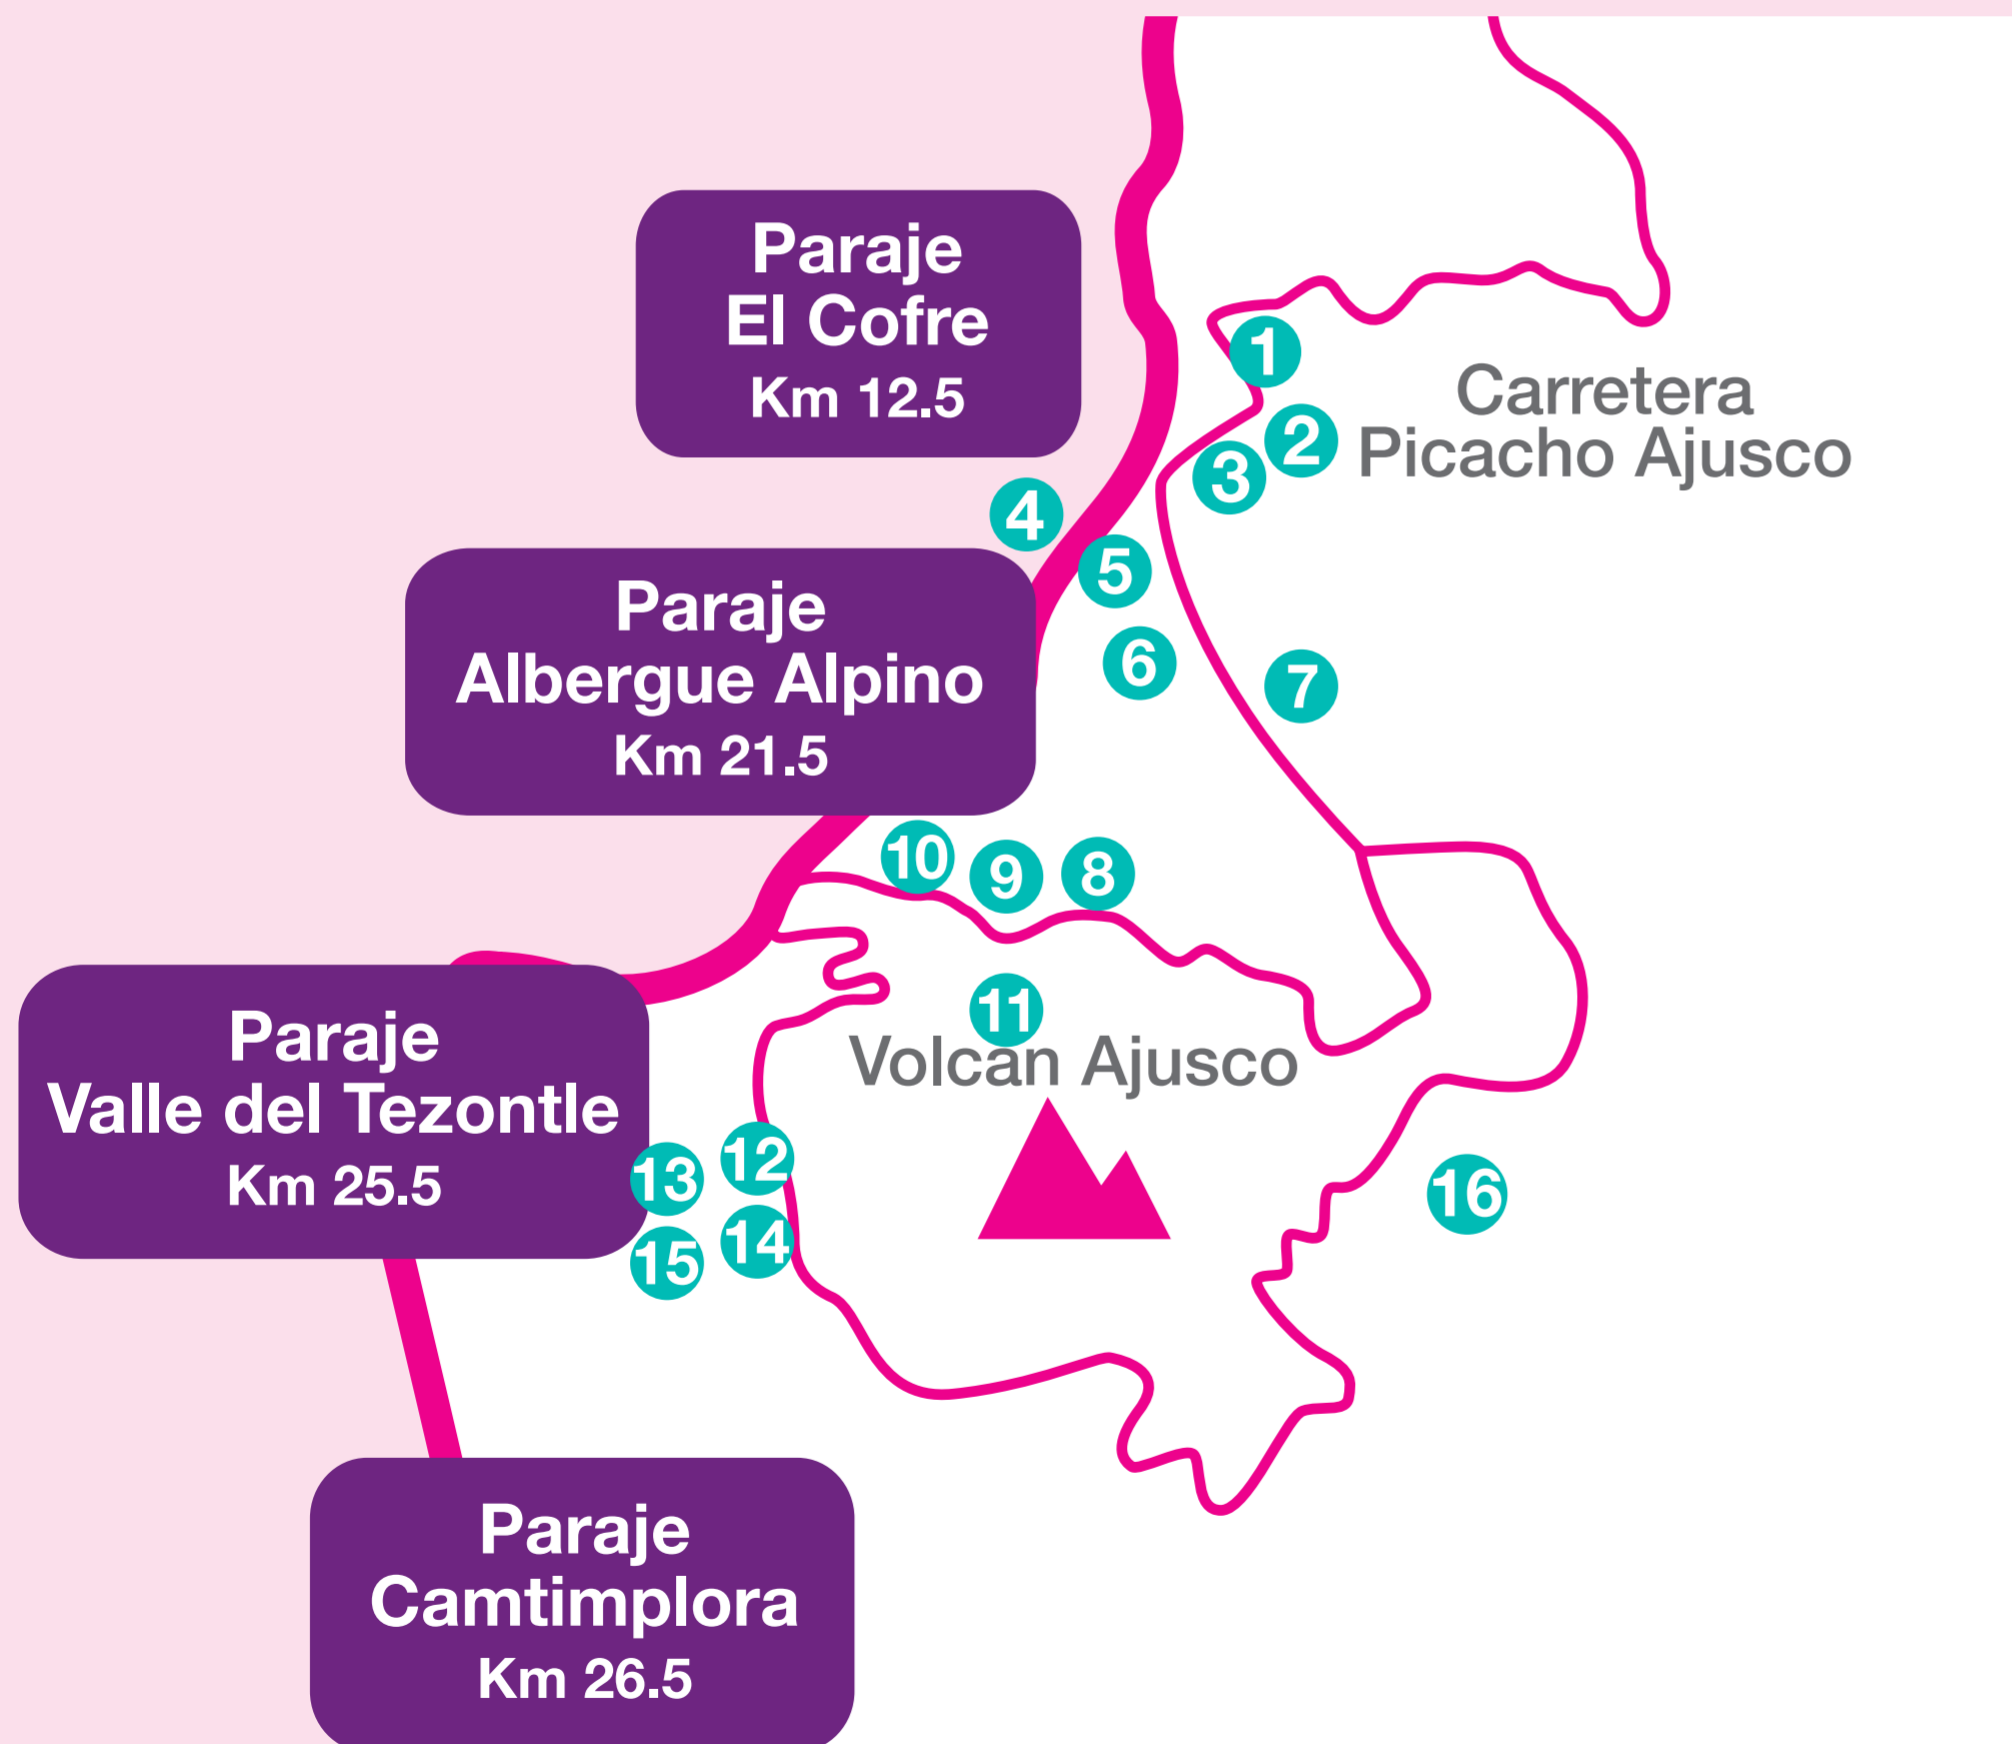 Paraje
El Cofre
Km 12.5
1
Carretera
Picacho Ajusco
2
3
4
5
Paraje
Albergue Alpino
Km 21.5
6
7
10
9
8
11
Volcan Ajusco
Paraje
Valle del Tezontle
Km 25.5
13
12
15
14
16
Paraje
Camtimplora
Km 26.5